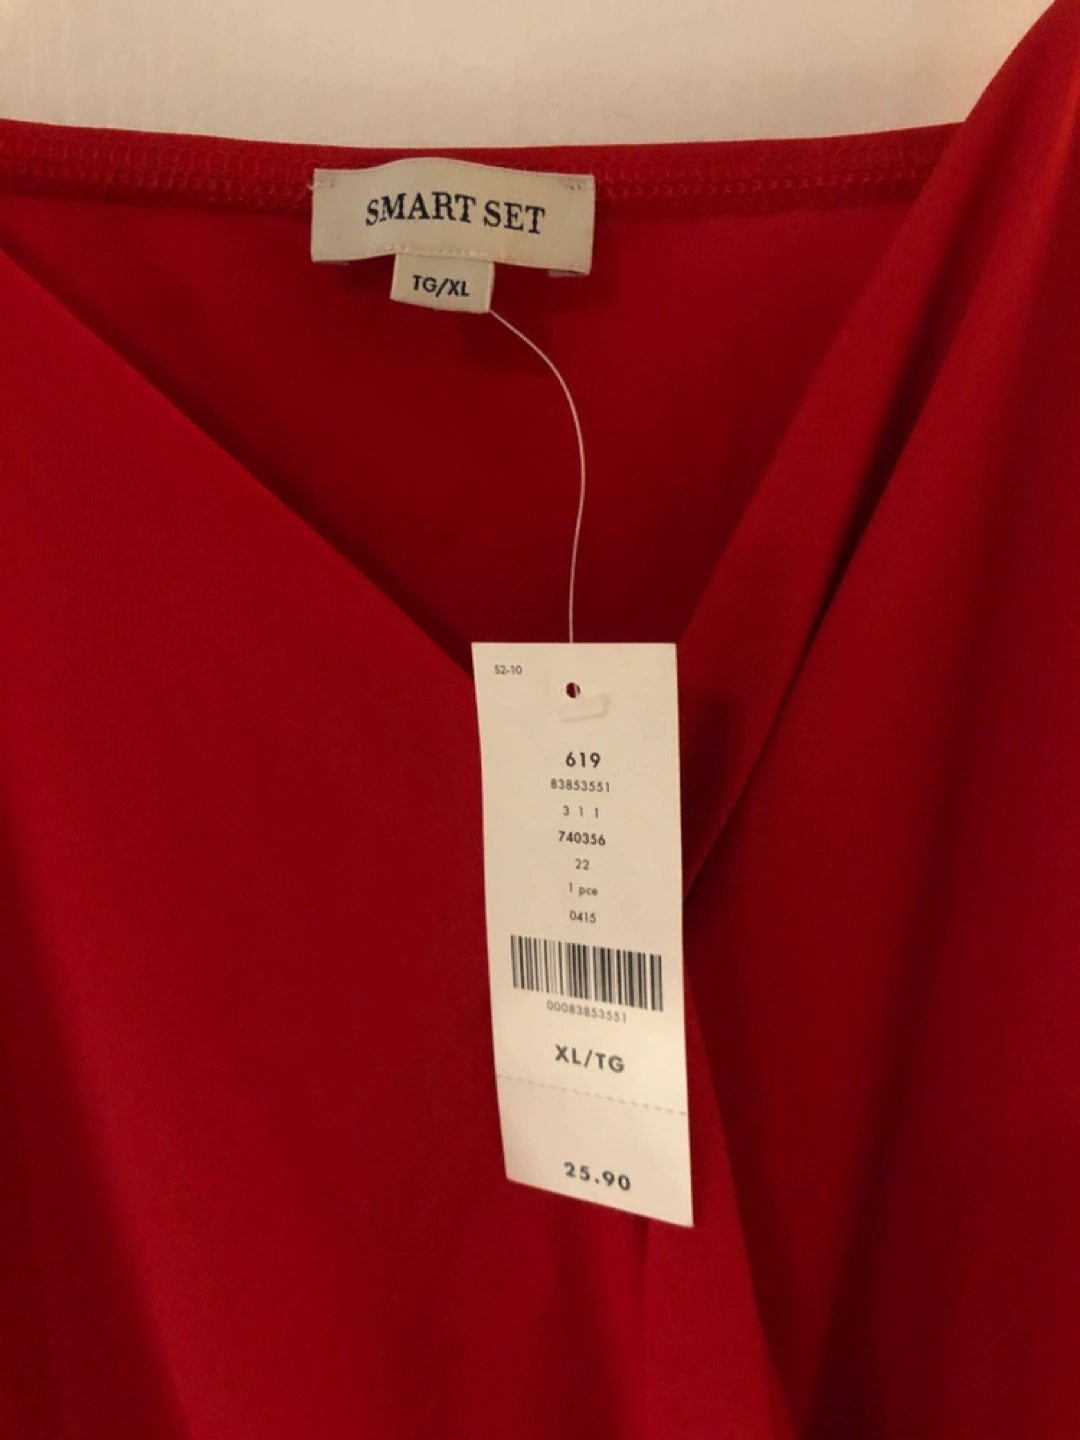 SMART SET
TG/XL
S2-10
619
83853551
3 1 1
740356
22
1 pce
0415
00083853551
XL/TG
25.90